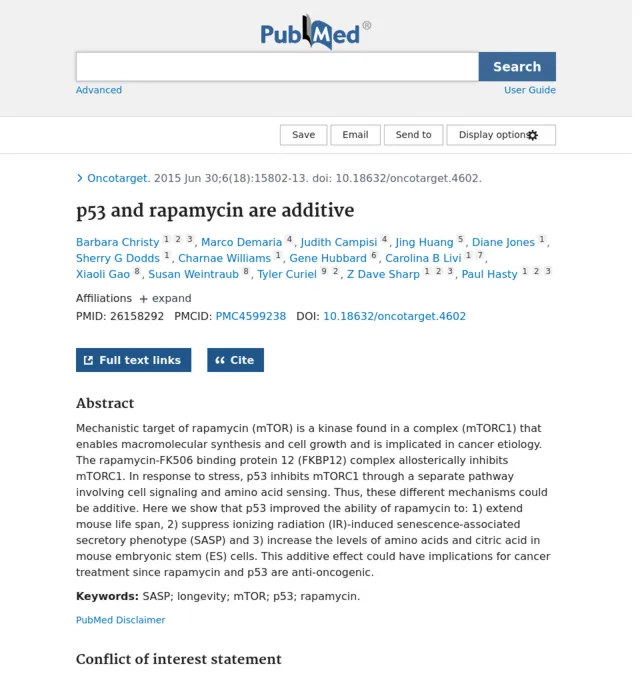 PubMed®
Search
Advanced
User Guide
Save
Email
Send to
Display options
Oncotarget. 2015 Jun 30;6(18):15802-13. doi: 10.18632/oncotarget.4602.
p53 and rapamycin are additive
Barbara Christy 1 2 3, Marco Demaria 4, Judith Campisi 4, Jing Huang 5, Diane Jones 1,
Sherry G Dodds 1, Charnae Williams 1, Gene Hubbard 6, Carolina B Livi 1 7,
Xiaoli Gao 8, Susan Weintraub 8, Tyler Curiel 9 2, Z Dave Sharp 1 2 3, Paul Hasty 1 2 3
Affiliations + expand
PMID: 26158292 PMCID: PMC4599238 DOI: 10.18632/oncotarget.4602
Full text links
Cite
Abstract
Mechanistic target of rapamycin (mTOR) is a kinase found in a complex (mTORC1) that
enables macromolecular synthesis and cell growth and is implicated in cancer etiology.
The rapamycin-FK506 binding protein 12 (FKBP12) complex allosterically inhibits
mTORC1. In response to stress, p53 inhibits mTORC1 through a separate pathway
involving cell signaling and amino acid sensing. Thus, these different mechanisms could
be additive. Here we show that p53 improved the ability of rapamycin to: 1) extend
mouse life span, 2) suppress ionizing radiation (IR)-induced senescence-associated
secretory phenotype (SASP) and 3) increase the levels of amino acids and citric acid in
mouse embryonic stem (ES) cells. This additive effect could have implications for cancer
treatment since rapamycin and p53 are anti-oncogenic.
Keywords: SASP; longevity; mTOR; p53; rapamycin.
PubMed Disclaimer
Conflict of interest statement